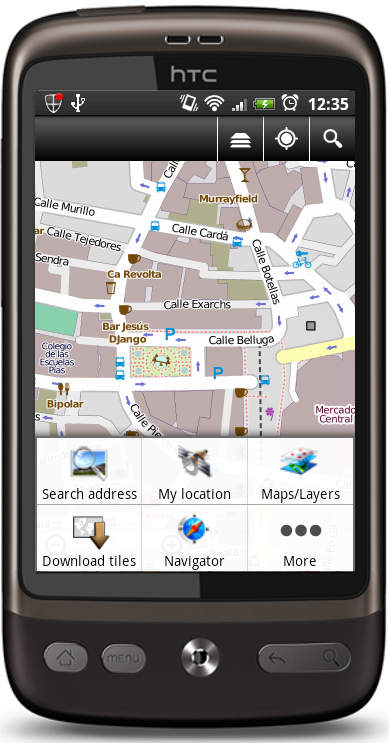 hTC
12:35
Calle
Murrayfield
Calle Murillo
Calle Cardá
Calle Tejedores
Calle Botellas
Sendra
Ca Revolta
Calle Exarchs
Bar Jesús
DJango
P
Calle Belluga
Colegio
de las
Escuelas
Pías
P
Bipolar
Calle Pie
Mercado
Central
Search address
My location
Maps/Layers
Download tiles
Navigator
More
MENU